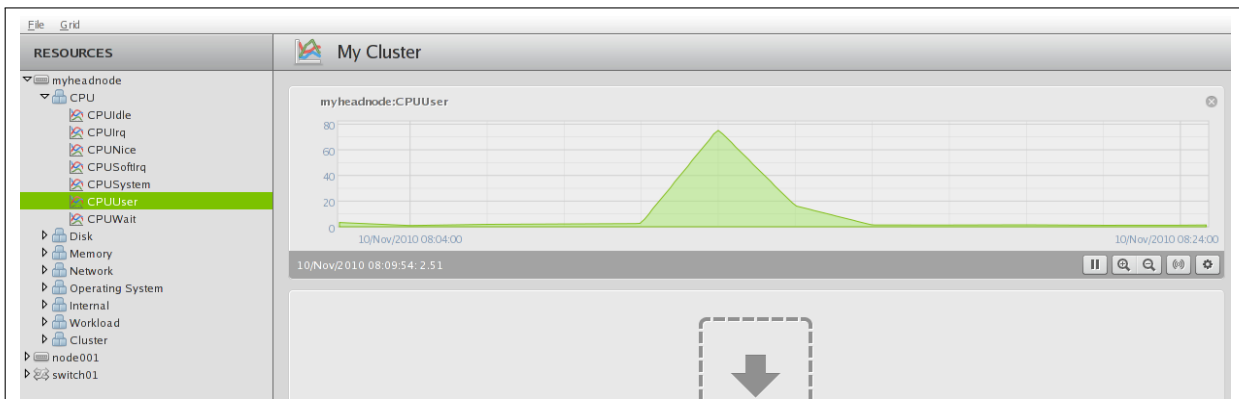 File Grid
RESOURCES
My Cluster
myheadnode
CPU
CPUIdle
CPUIrq
CPUNice
CPUSoftIrq
CPUSystem
CPUUser
CPUWait
Disk
Memory
Network
Operating System
Internal
Workload
Cluster
node001
switch01
myheadnode:CPUUser
80
60
40
20
0
10/Nov/2010 08:04:00
10/Nov/2010 08:24:00
10/Nov/2010 08:09:54: 2.51